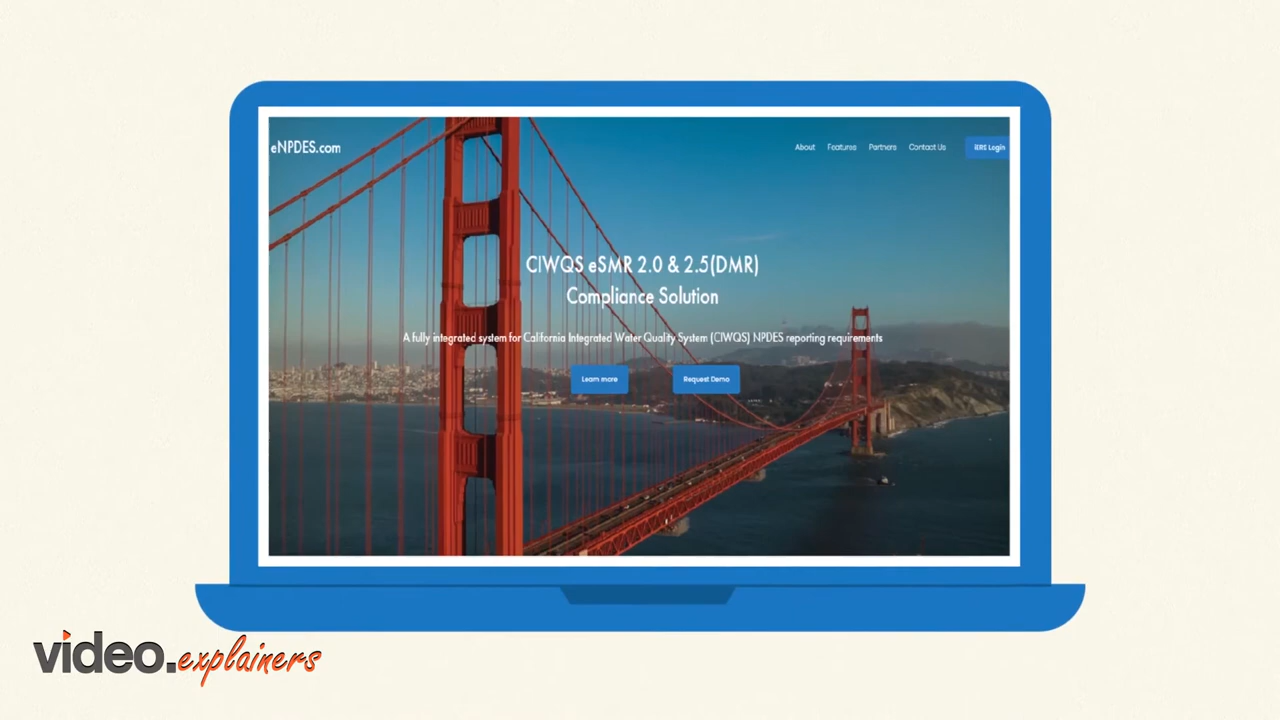 eNPDES.com
About Features Partners Contact Us iERS Login
CIWQS eSMR 2.0 & 2.5(DMR)
Compliance Solution
A fully integrated system for California Integrated Water Quality System (CIWQS) NPDES reporting requirements
Learn more Request Demo
video.explainers